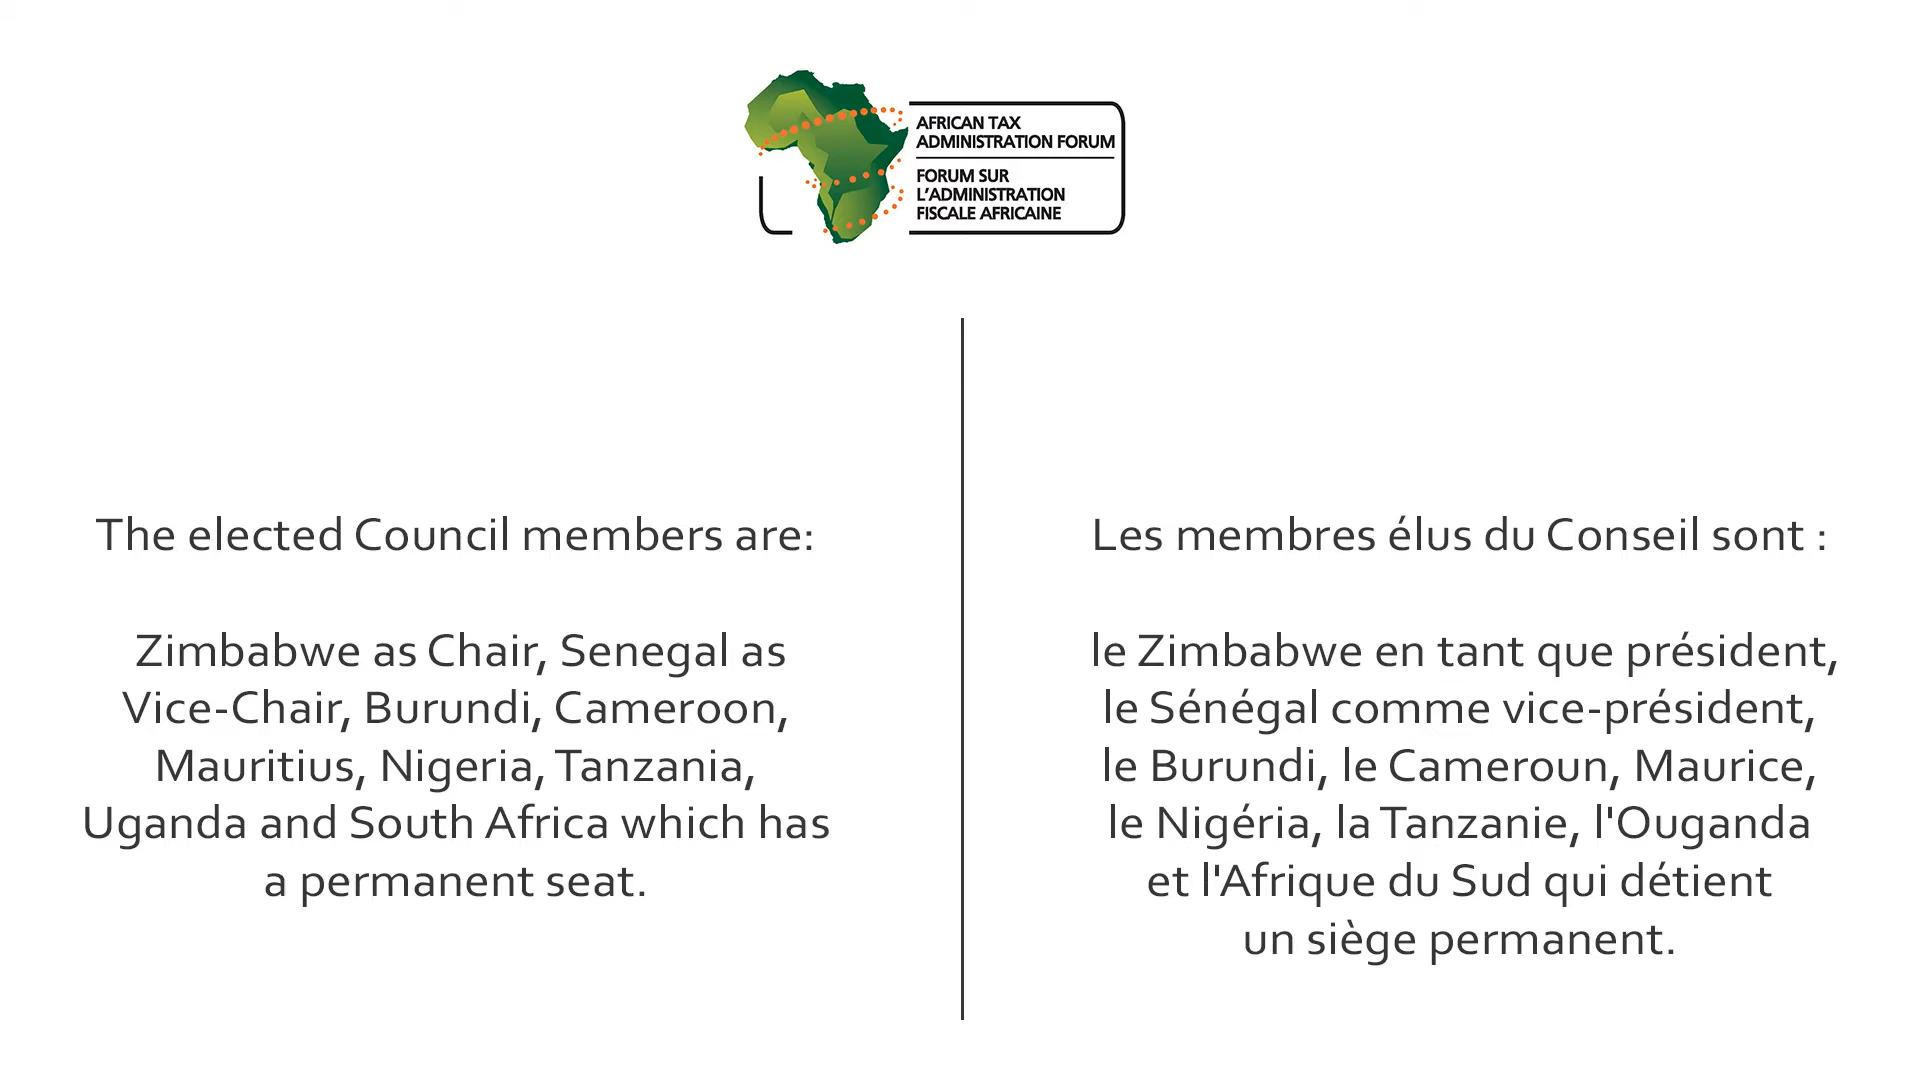 AFRICAN TAX
ADMINISTRATION FORUM
FORUM SUR
L'ADMINISTRATION
FISCALE AFRICAINE
The elected Council members are:
Zimbabwe as Chair, Senegal as
Vice-Chair, Burundi, Cameroon,
Mauritius, Nigeria, Tanzania,
Uganda and South Africa which has
a permanent seat.
Les membres élus du Conseil sont :
le Zimbabwe en tant que président,
le Sénégal comme vice-président,
le Burundi, le Cameroun, Maurice,
le Nigéria, la Tanzanie, l'Ouganda
et l'Afrique du Sud qui détient
un siège permanent.